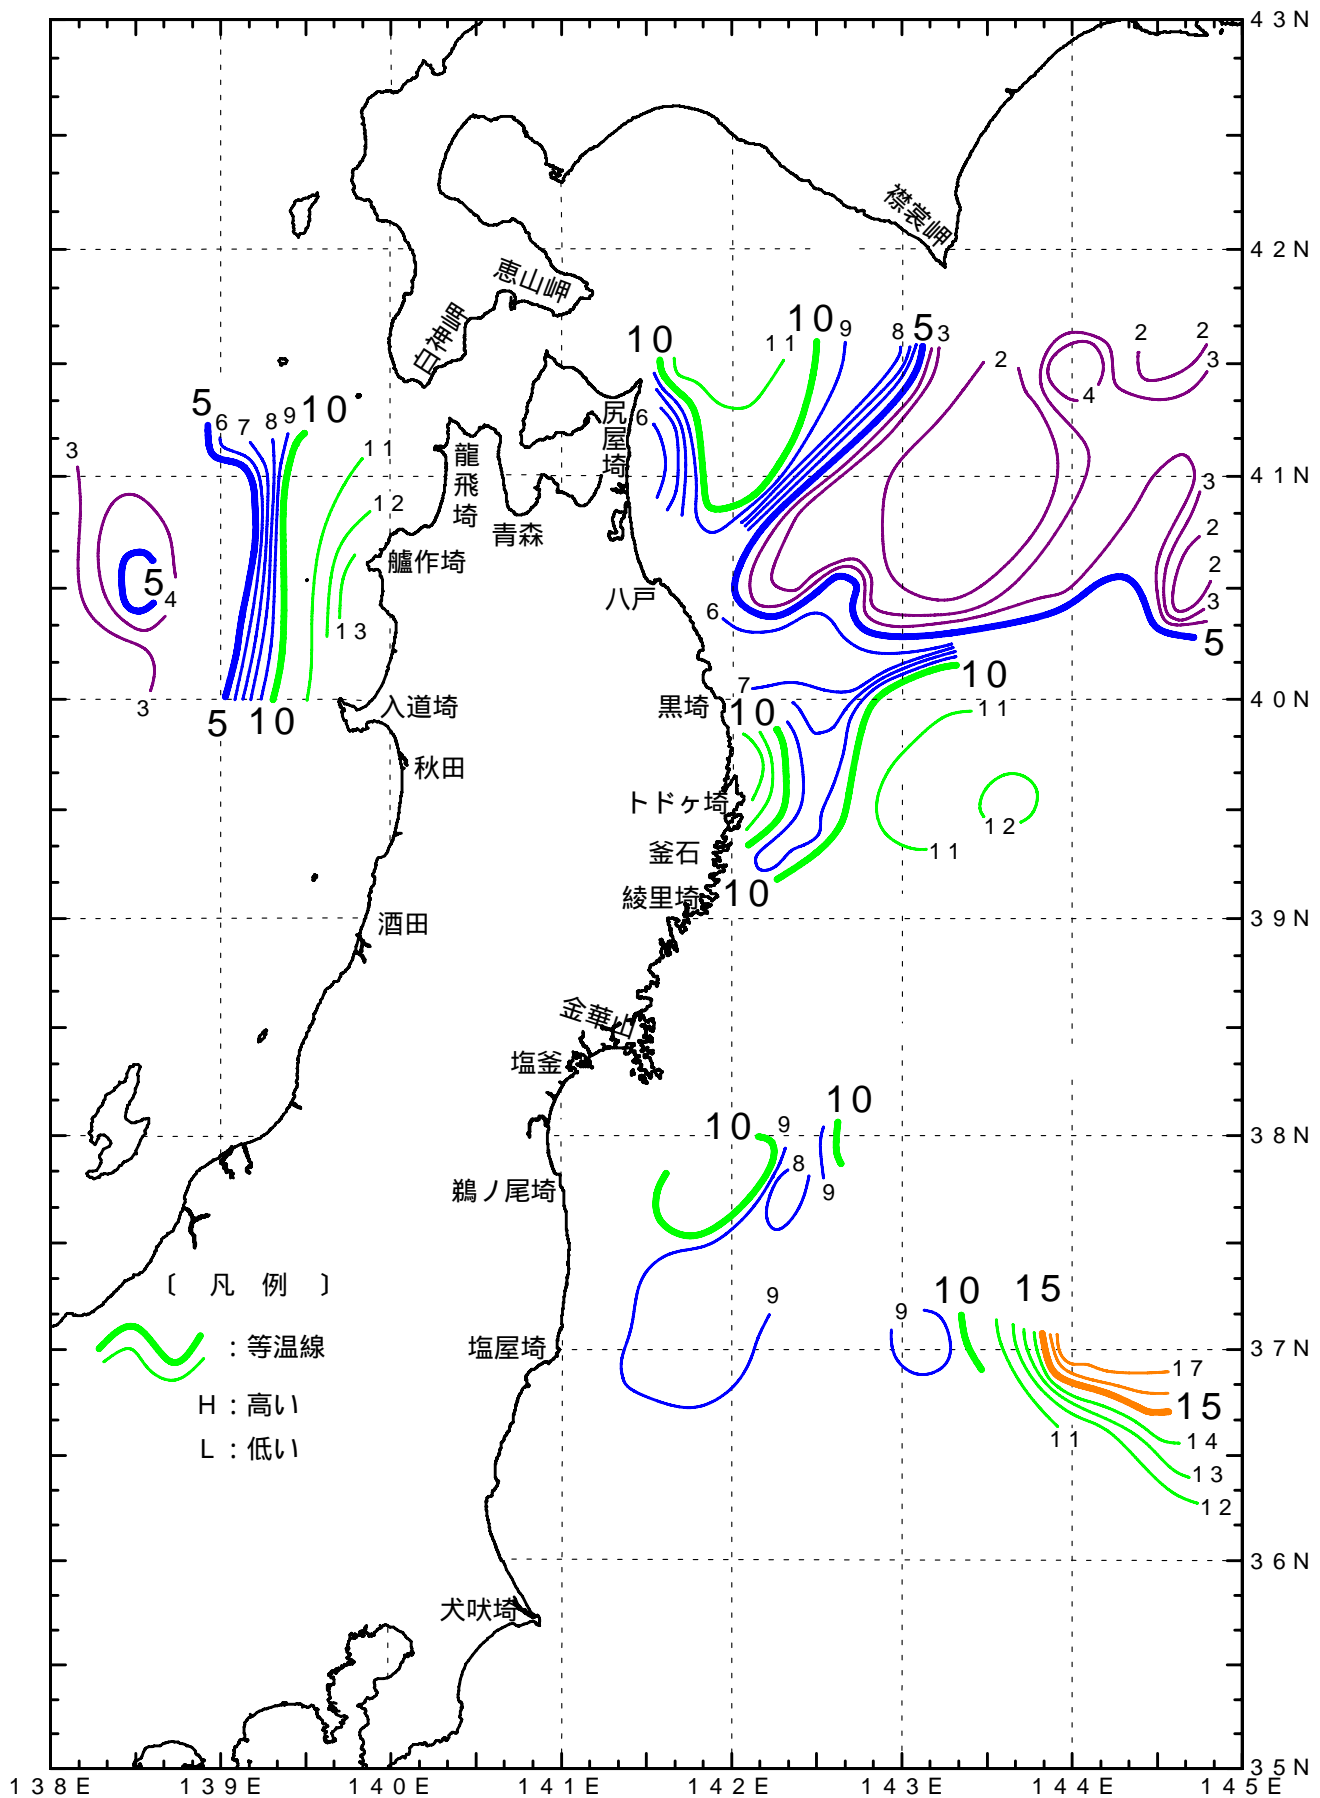 43N
襟裳岬
42N
恵山岬
白神岬
10
11
10
9
8
5
3
2
2
2
3
4
5
6
7
8
9
10
尻屋埼
6
3
11
龍飛埼
41N
3
12
青森
2
艫作埼
5
4
2
八戸
3
6
13
5
10
7
3
入道埼
黒埼
40N
5
10
10
11
秋田
トドヶ埼
12
釜石
11
綾里埼
10
酒田
39N
金華山
塩釜
10
10
9
38N
8
9
鵜ノ尾埼
〔 凡 例 〕
9
9
10
15
:等温線
塩屋埼
37N
17
H:高い
15
11
14
L:低い
13
12
36N
犬吠埼
35N
138E
139E
140E
141E
142E
143E
144E
145E